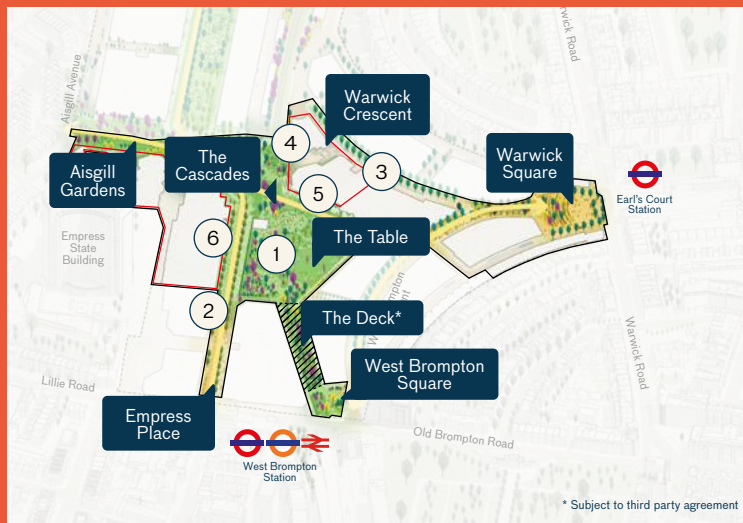 Warwick Road
Aisgill Avenue
Warwick
Crescent
4
The
Cascades
Warwick
Square
3
Aisgill
Gardens
5
Earl's Court
Station
6
The Table
Empress
State
Building
1
2
The Deck*
Warwick Road
West Brompton
Square
Lillie Road
Empress
Place
Old Brompton Road
West Brompton
Station
* Subject to third party agreement